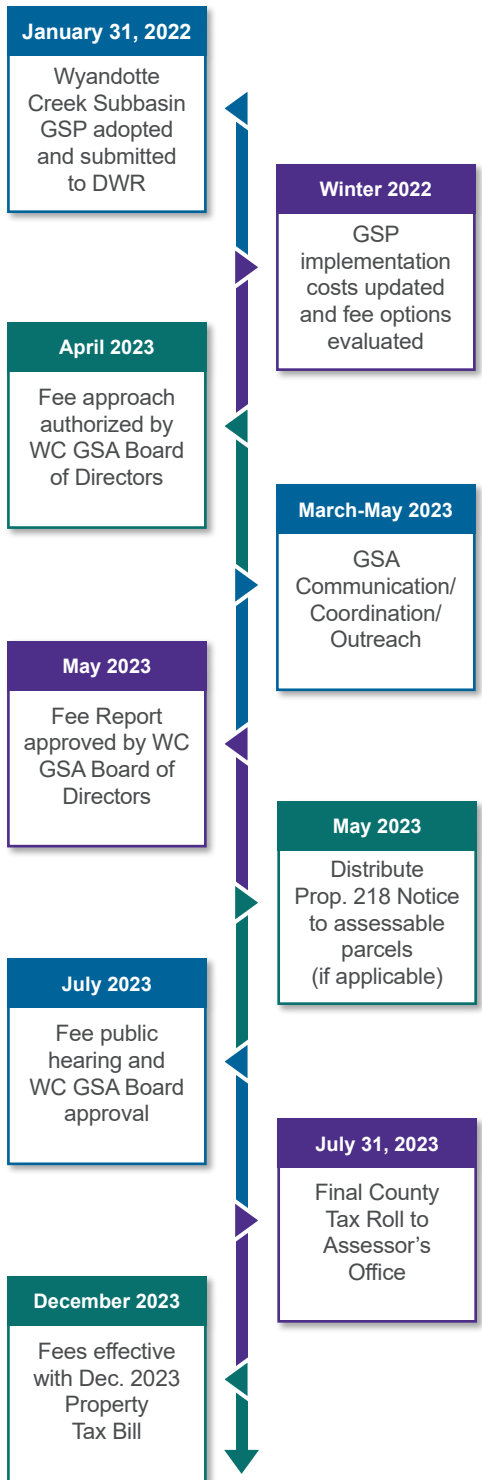 January 31, 2022
Wyandotte
Creek Subbasin
GSP adopted
and submitted
to DWR
Winter 2022
GSP
implementation
costs updated
and fee options
evaluated
April 2023
Fee approach
authorized by
WC GSA Board
of Directors
March-May 2023
GSA
Communication/
Coordination/
Outreach
May 2023
Fee Report
approved by WC
GSA Board of
Directors
May 2023
Distribute
Prop. 218 Notice
to assessable
parcels
(if applicable)
July 2023
Fee public
hearing and
WC GSA Board
approval
July 31, 2023
Final County
Tax Roll to
Assessor’s
Office
December 2023
Fees effective
with Dec. 2023
Property
Tax Bill